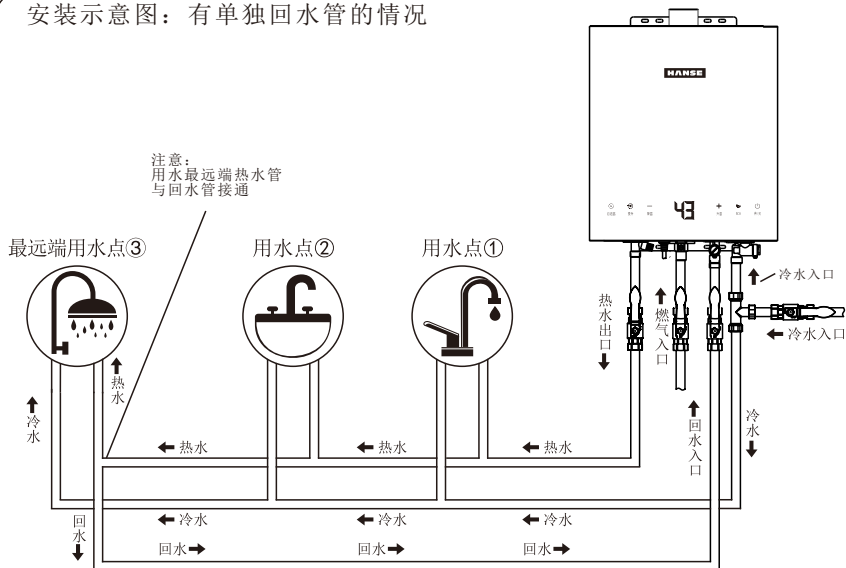 安装示意图：有单独回水管的情况
HANSE
43
注意：
用水最远端热水管
与回水管接通
最远端用水点③
用水点②
用水点①
热水出口
燃气入口
冷水入口
冷水入口
回水入口
冷水
热水
冷水
热水
热水
热水
冷水
冷水
冷水
回水
回水
回水
回水